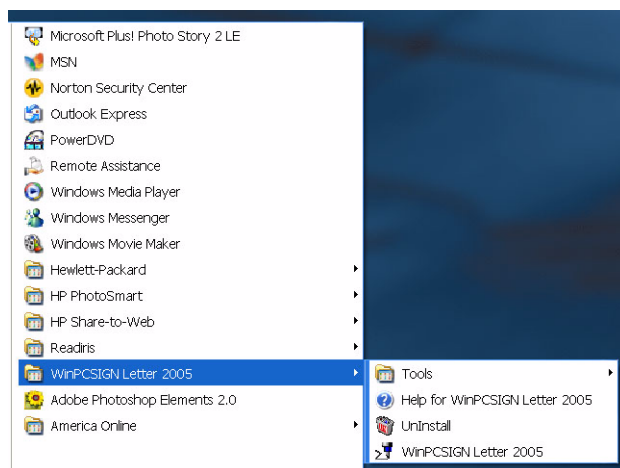 Microsoft Plus! Photo Story 2 LE
MSN
Norton Security Center
Outlook Express
PowerDVD
Remote Assistance
Windows Media Player
Windows Messenger
Windows Movie Maker
Hewlett-Packard
HP PhotoSmart
HP Share-to-Web
Readiris
WinPCSIGN Letter 2005
Adobe Photoshop Elements 2.0
America Online
Tools
Help for WinPCSIGN Letter 2005
UnInstall
WinPCSIGN Letter 2005